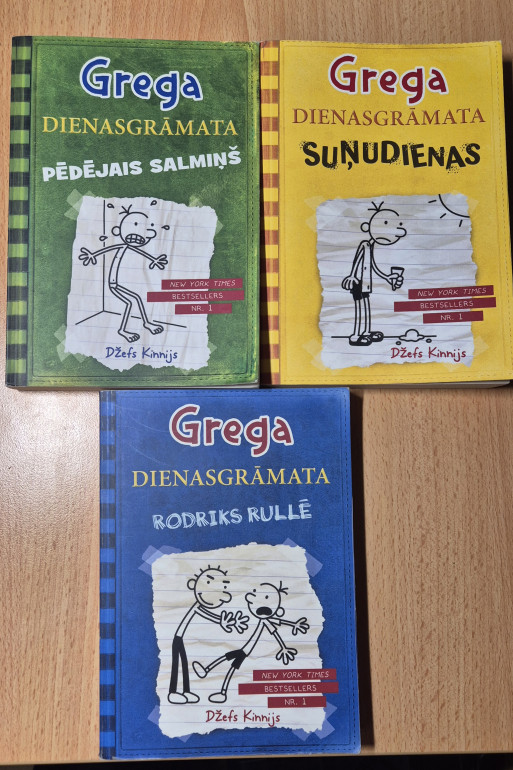 Grega
DIENASGRĀMATA
PĒDĒJAIS SALMIŅŠ
NEW YORK TIMES
BESTSELLERS
NR. 1
Džefs Kinnijs
Grega
DIENASGRĀMATA
SUŅUDIENAS
NEW YORK TIMES
BESTSELLERS
NR. 1
Džefs Kinnijs
Grega
DIENASGRĀMATA
RODRIKS RULLĒ
NEW YORK TIMES
BESTSELLERS
NR. 1
Džefs Kinnijs